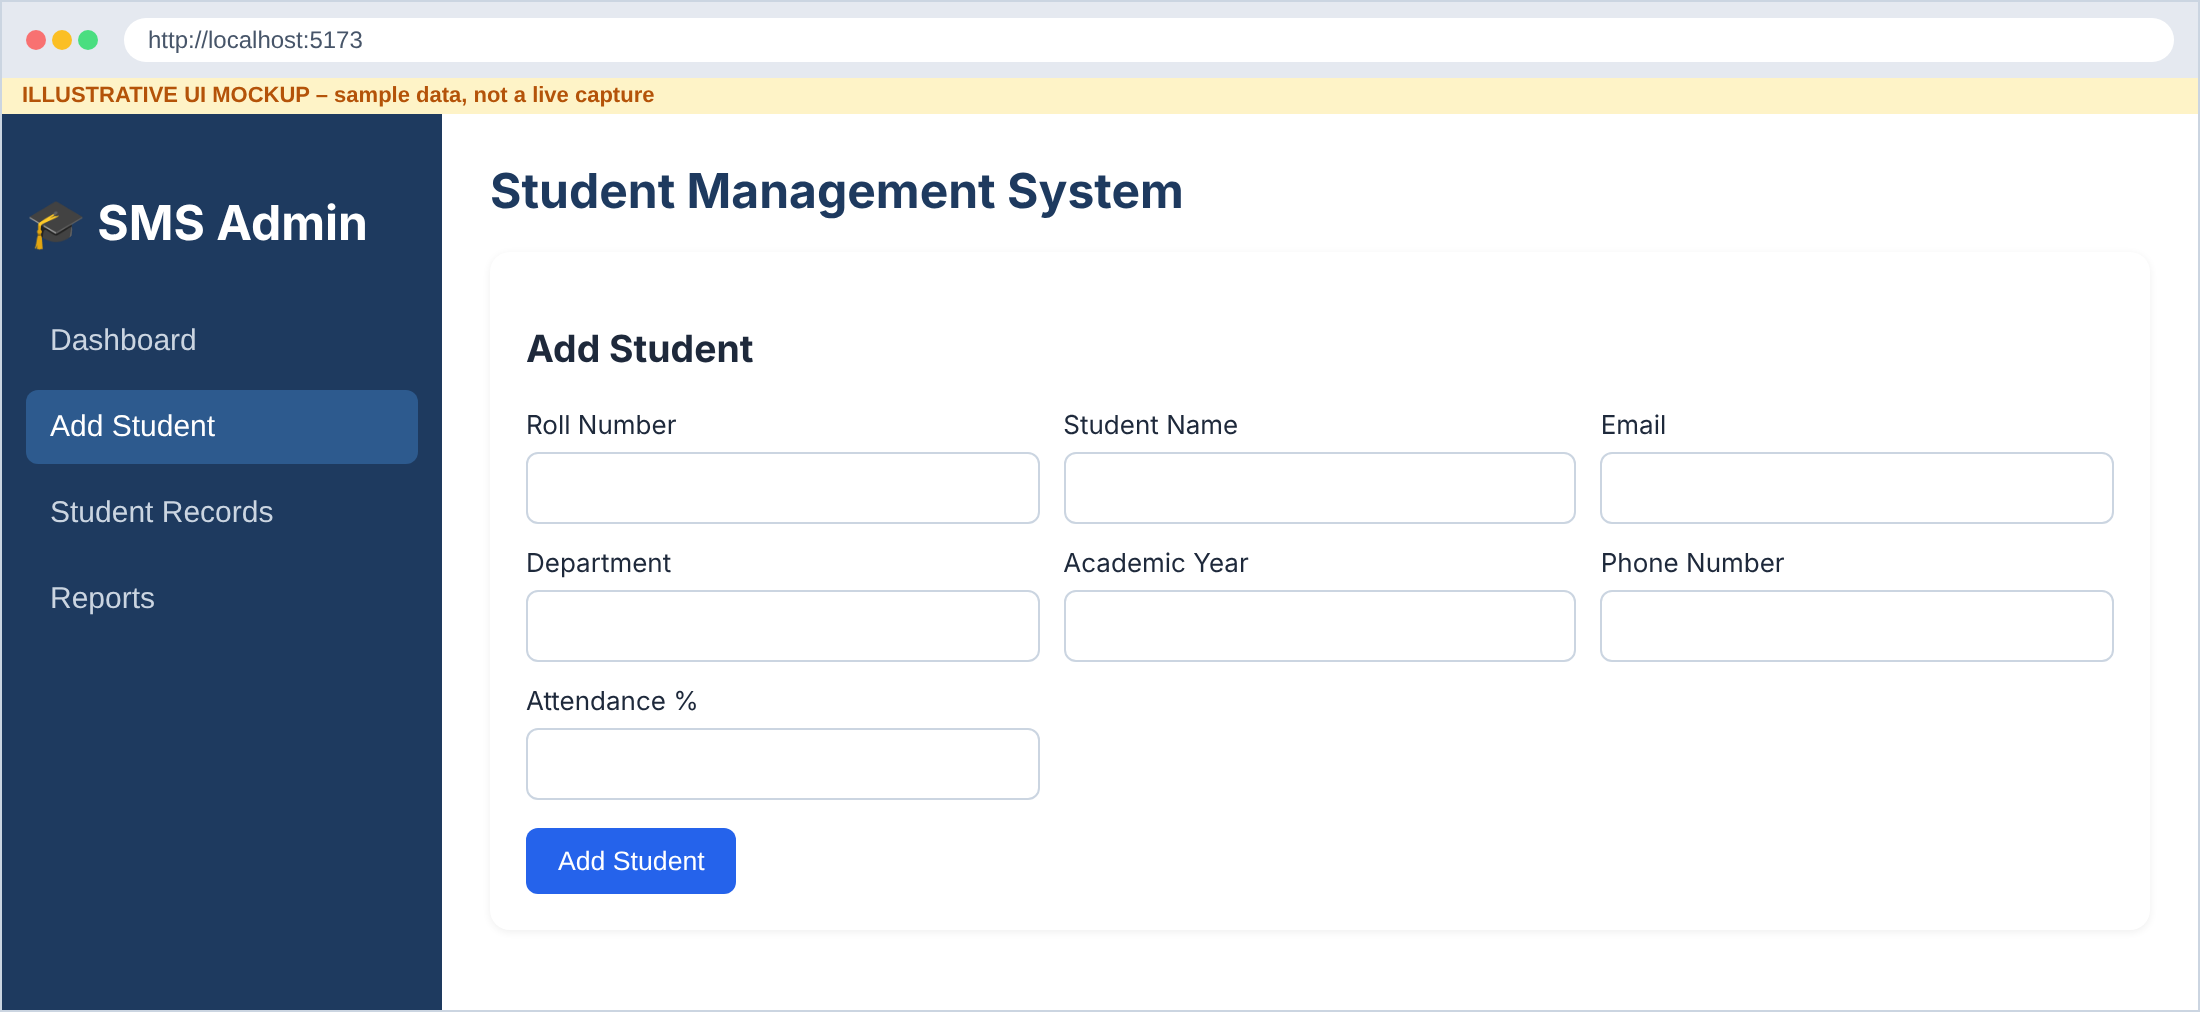 http://localhost:5173
ILLUSTRATIVE UI MOCKUP – sample data, not a live capture
SMS Admin
Dashboard
Add Student
Student Records
Reports
Student Management System
Add Student
Roll Number Student Name Email
Department Academic Year Phone Number
Attendance %
Add Student